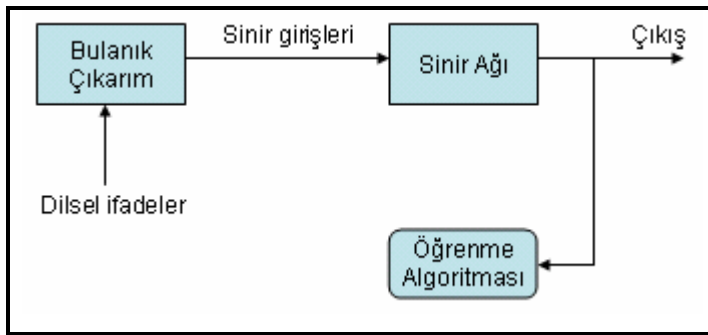 Bulanık
Çıkarım
Sinir girişleri
Sinir Ağı
Çıkış
Dilsel ifadeler
Öğrenme
Algoritması